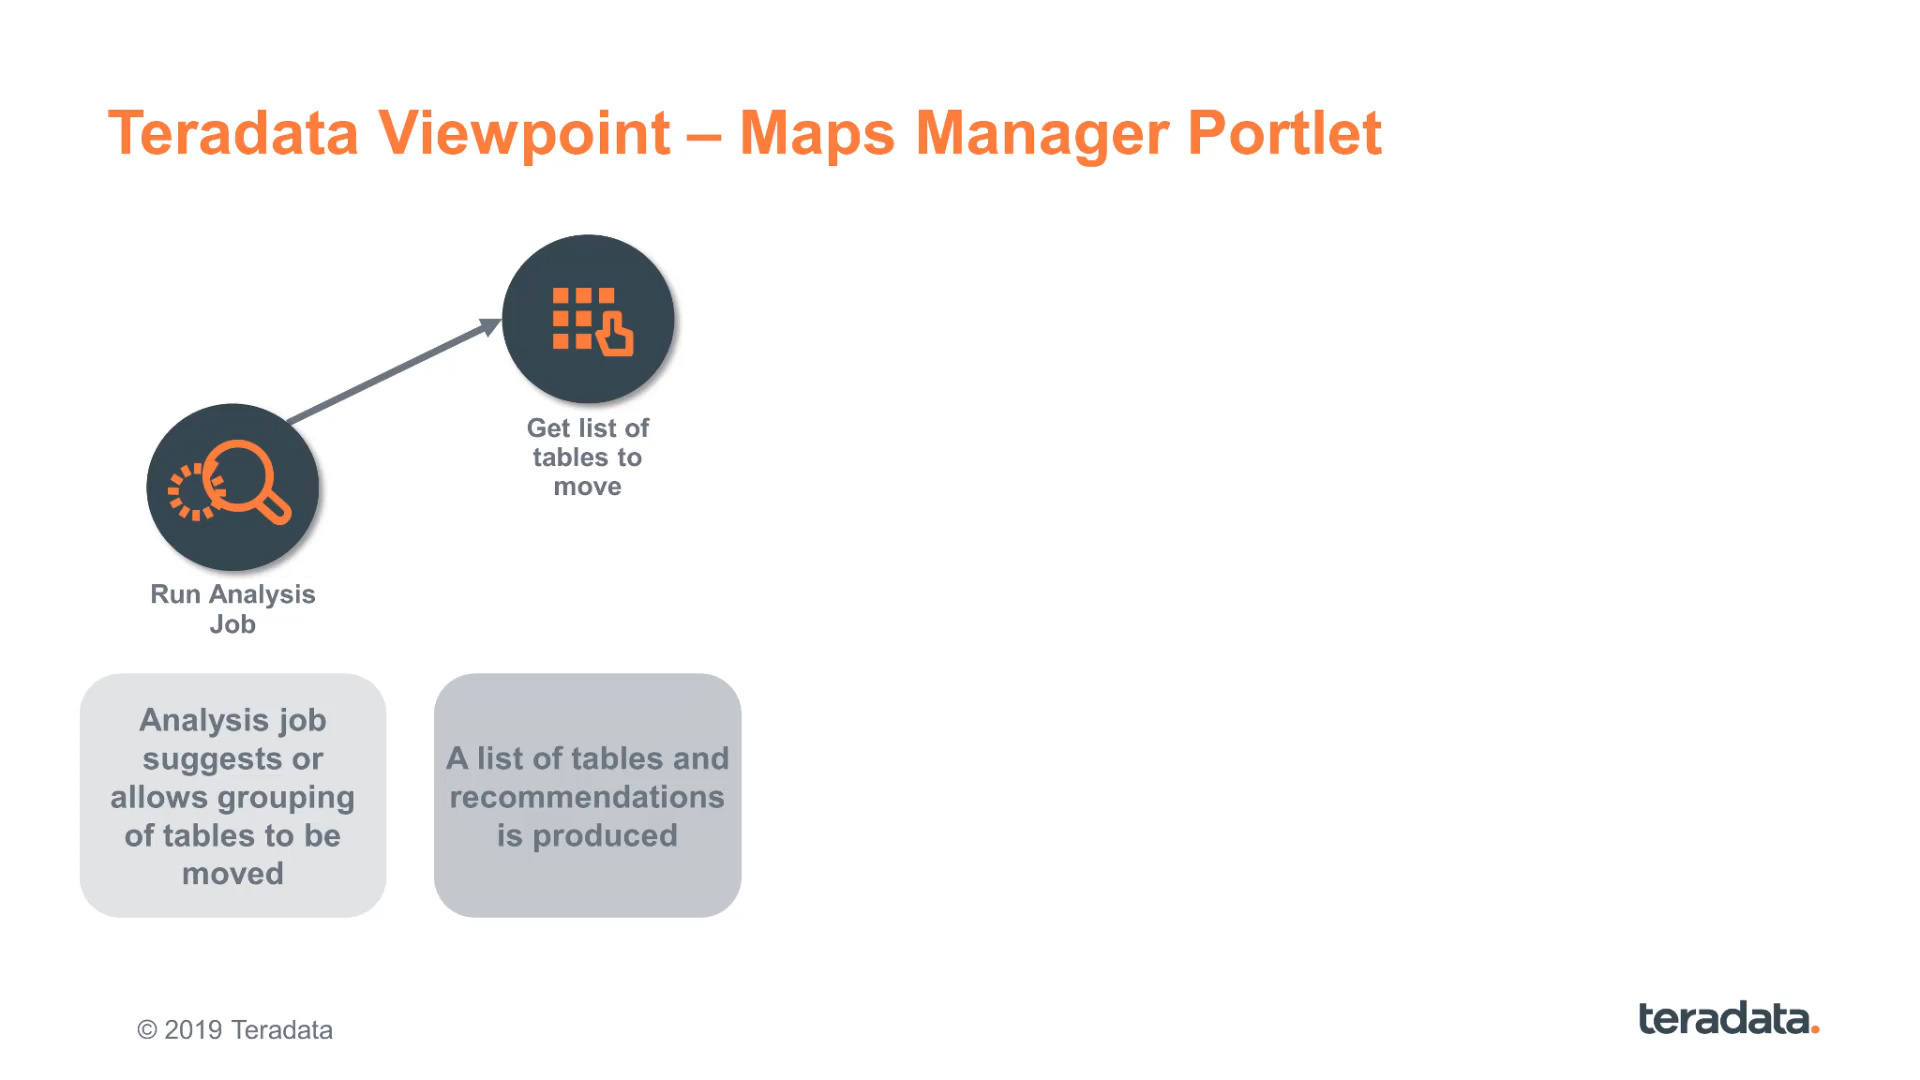 Teradata Viewpoint – Maps Manager Portlet
Get list of
tables to
move
Run Analysis
Job
Analysis job
suggests or
allows grouping
of tables to be
moved
A list of tables and
recommendations
is produced
© 2019 Teradata
teradata.